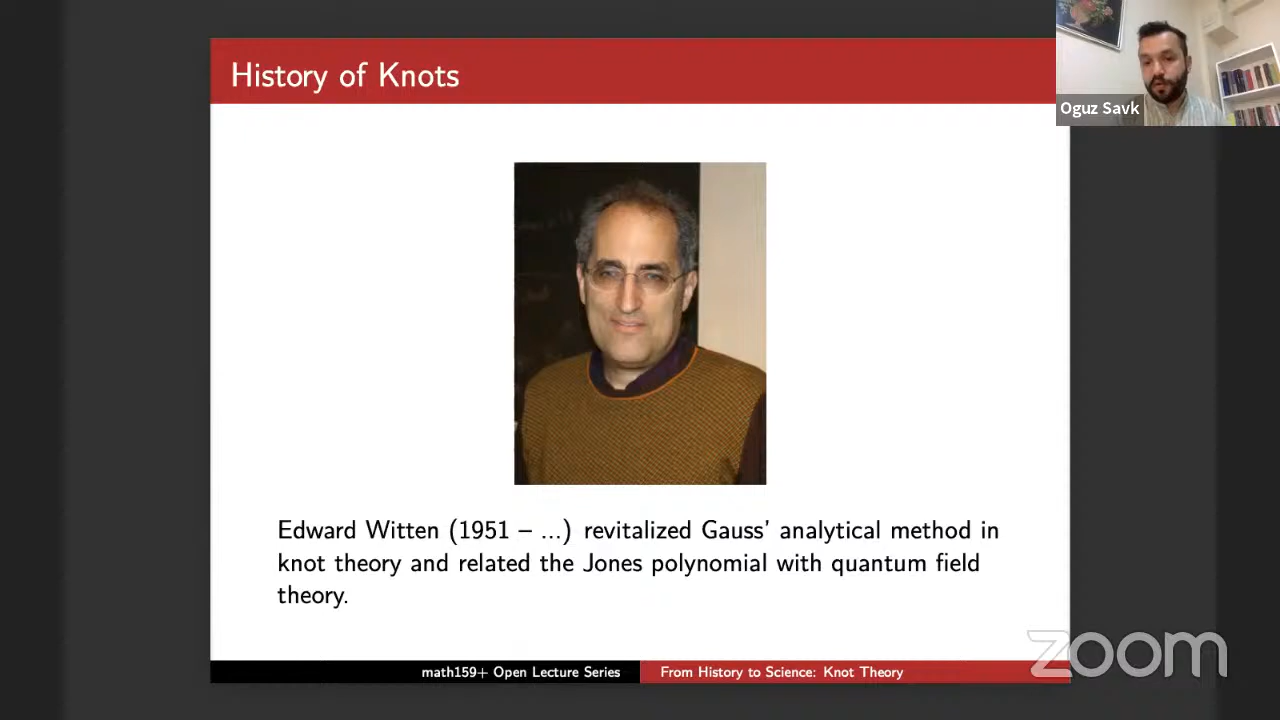 History of Knots
Oguz Savk
Edward Witten (1951 – ...) revitalized Gauss' analytical method in
knot theory and related the Jones polynomial with quantum field
theory.
zoom
math159+ Open Lecture Series
From History to Science: Knot Theory